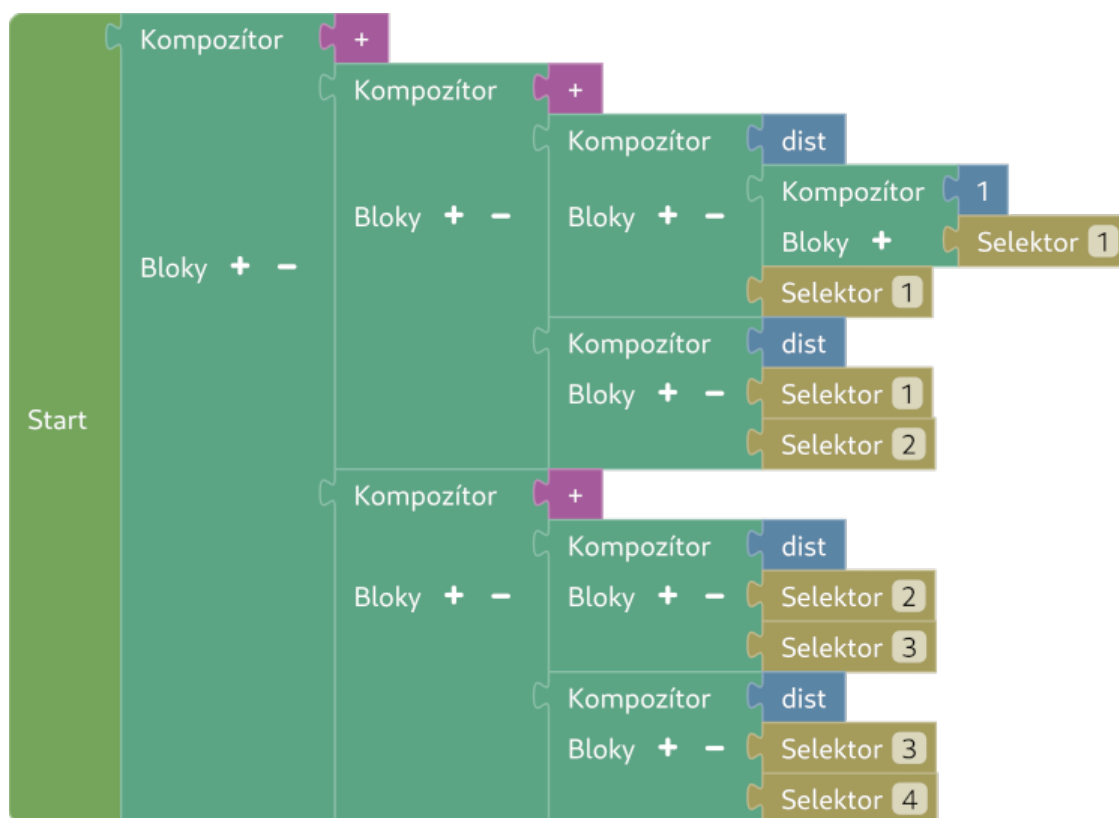 Kompozítor +
Kompozítor +
Kompozítor dist
Kompozítor 1
Bloky + − Bloky + − Bloky + Selektor 1
Bloky + −
Selektor 1
Kompozítor dist
Bloky + − Selektor 1
Start
Selektor 2
Kompozítor +
Kompozítor dist
Bloky + − Bloky + − Selektor 2
Selektor 3
Kompozítor dist
Bloky + − Selektor 3
Selektor 4